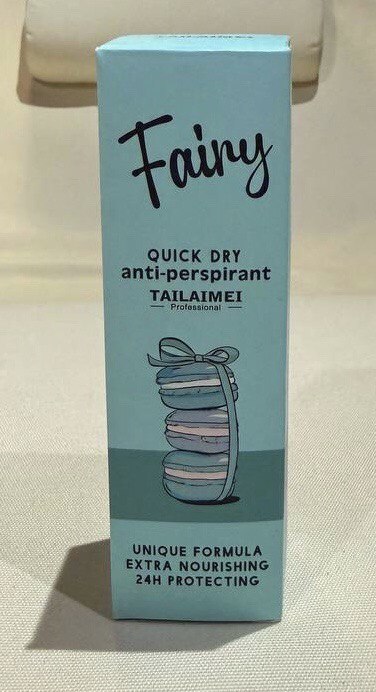 Fairy
QUICK DRY
anti-perspirant
TAILAIMEI
Professional
UNIQUE FORMULA
EXTRA NOURISHING
24H PROTECTING